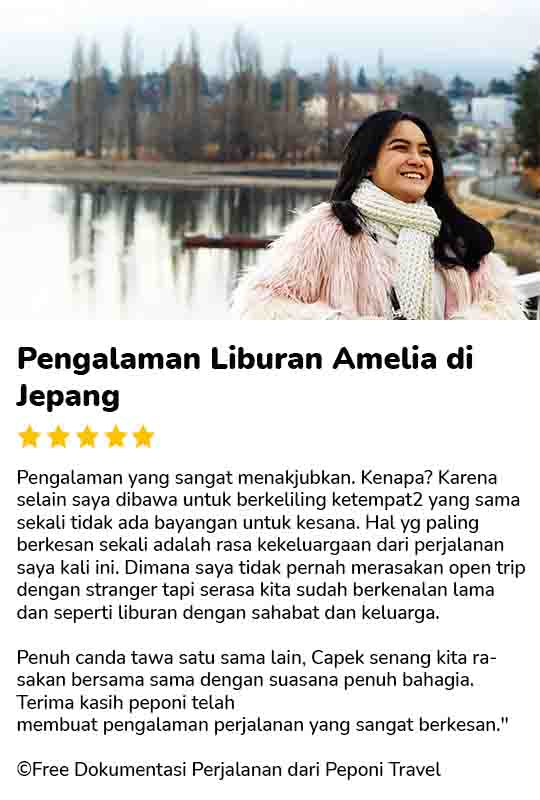 Pengalaman Liburan Amelia di
Jepang
Pengalaman yang sangat menakjubkan. Kenapa? Karena
selain saya dibawa untuk berkeliling ketempat2 yang sama
sekali tidak ada bayangan untuk kesana. Hal yg paling
berkesan sekali adalah rasa kekeluargaan dari perjalanan
saya kali ini. Dimana saya tidak pernah merasakan open trip
dengan stranger tapi serasa kita sudah berkenalan lama
dan seperti liburan dengan sahabat dan keluarga.
Penuh canda tawa satu sama lain, Capek senang kita ra-
sakan bersama sama dengan suasana penuh bahagia.
Terima kasih peponi telah
membuat pengalaman perjalanan yang sangat berkesan."
©Free Dokumentasi Perjalanan dari Peponi Travel